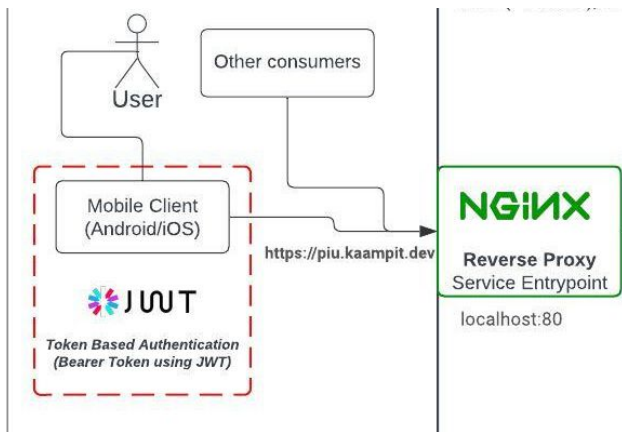 User
Other consumers
Mobile Client
(Android/iOS)
JWT
Token Based Authentication
(Bearer Token using JWT)
https://piu.kaampit.dev
NGINX
Reverse Proxy
Service Entrypoint
localhost:80